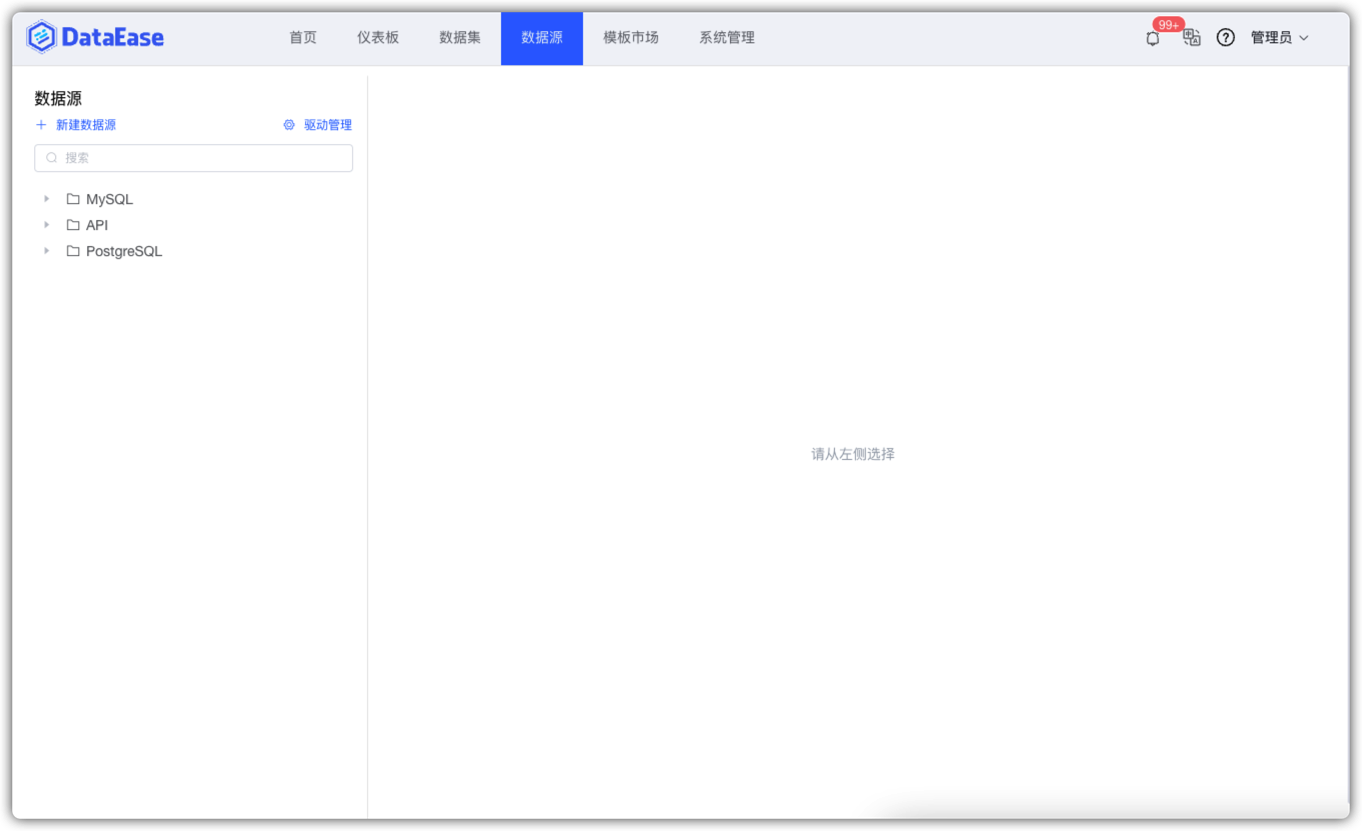 DataEase 首页 仪表板 数据集 数据源 模板市场 系统管理 99+ 管理员
数据源
新建数据源 驱动管理
搜索
MySQL
API
PostgreSQL
请从左侧选择